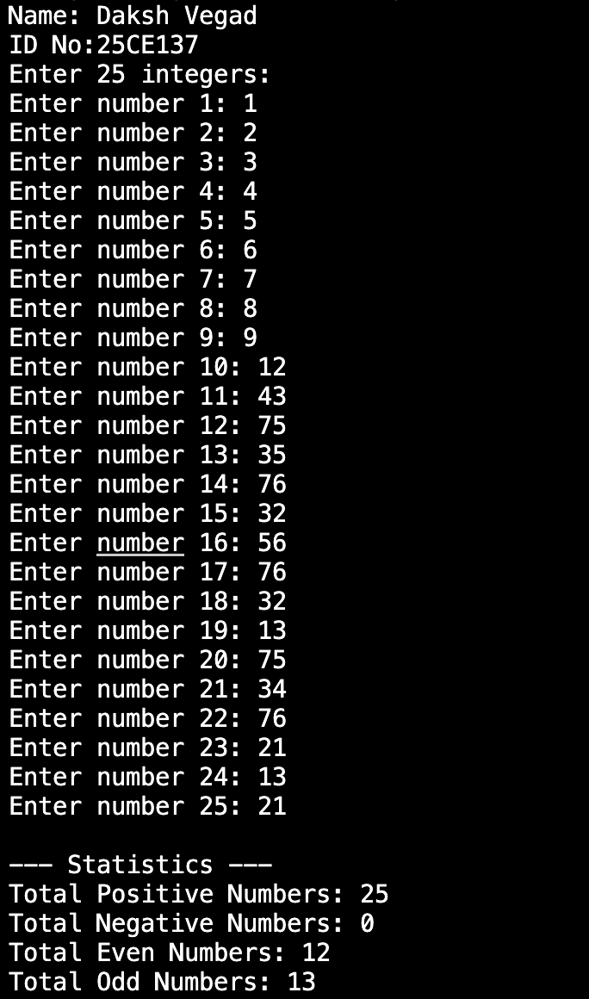 Name: Daksh Vegad
ID No:25CE137
Enter 25 integers:
Enter number 1: 1
Enter number 2: 2
Enter number 3: 3
Enter number 4: 4
Enter number 5: 5
Enter number 6: 6
Enter number 7: 7
Enter number 8: 8
Enter number 9: 9
Enter number 10: 12
Enter number 11: 43
Enter number 12: 75
Enter number 13: 35
Enter number 14: 76
Enter number 15: 32
Enter number 16: 56
Enter number 17: 76
Enter number 18: 32
Enter number 19: 13
Enter number 20: 75
Enter number 21: 34
Enter number 22: 76
Enter number 23: 21
Enter number 24: 13
Enter number 25: 21
--- Statistics ---
Total Positive Numbers: 25
Total Negative Numbers: 0
Total Even Numbers: 12
Total Odd Numbers: 13